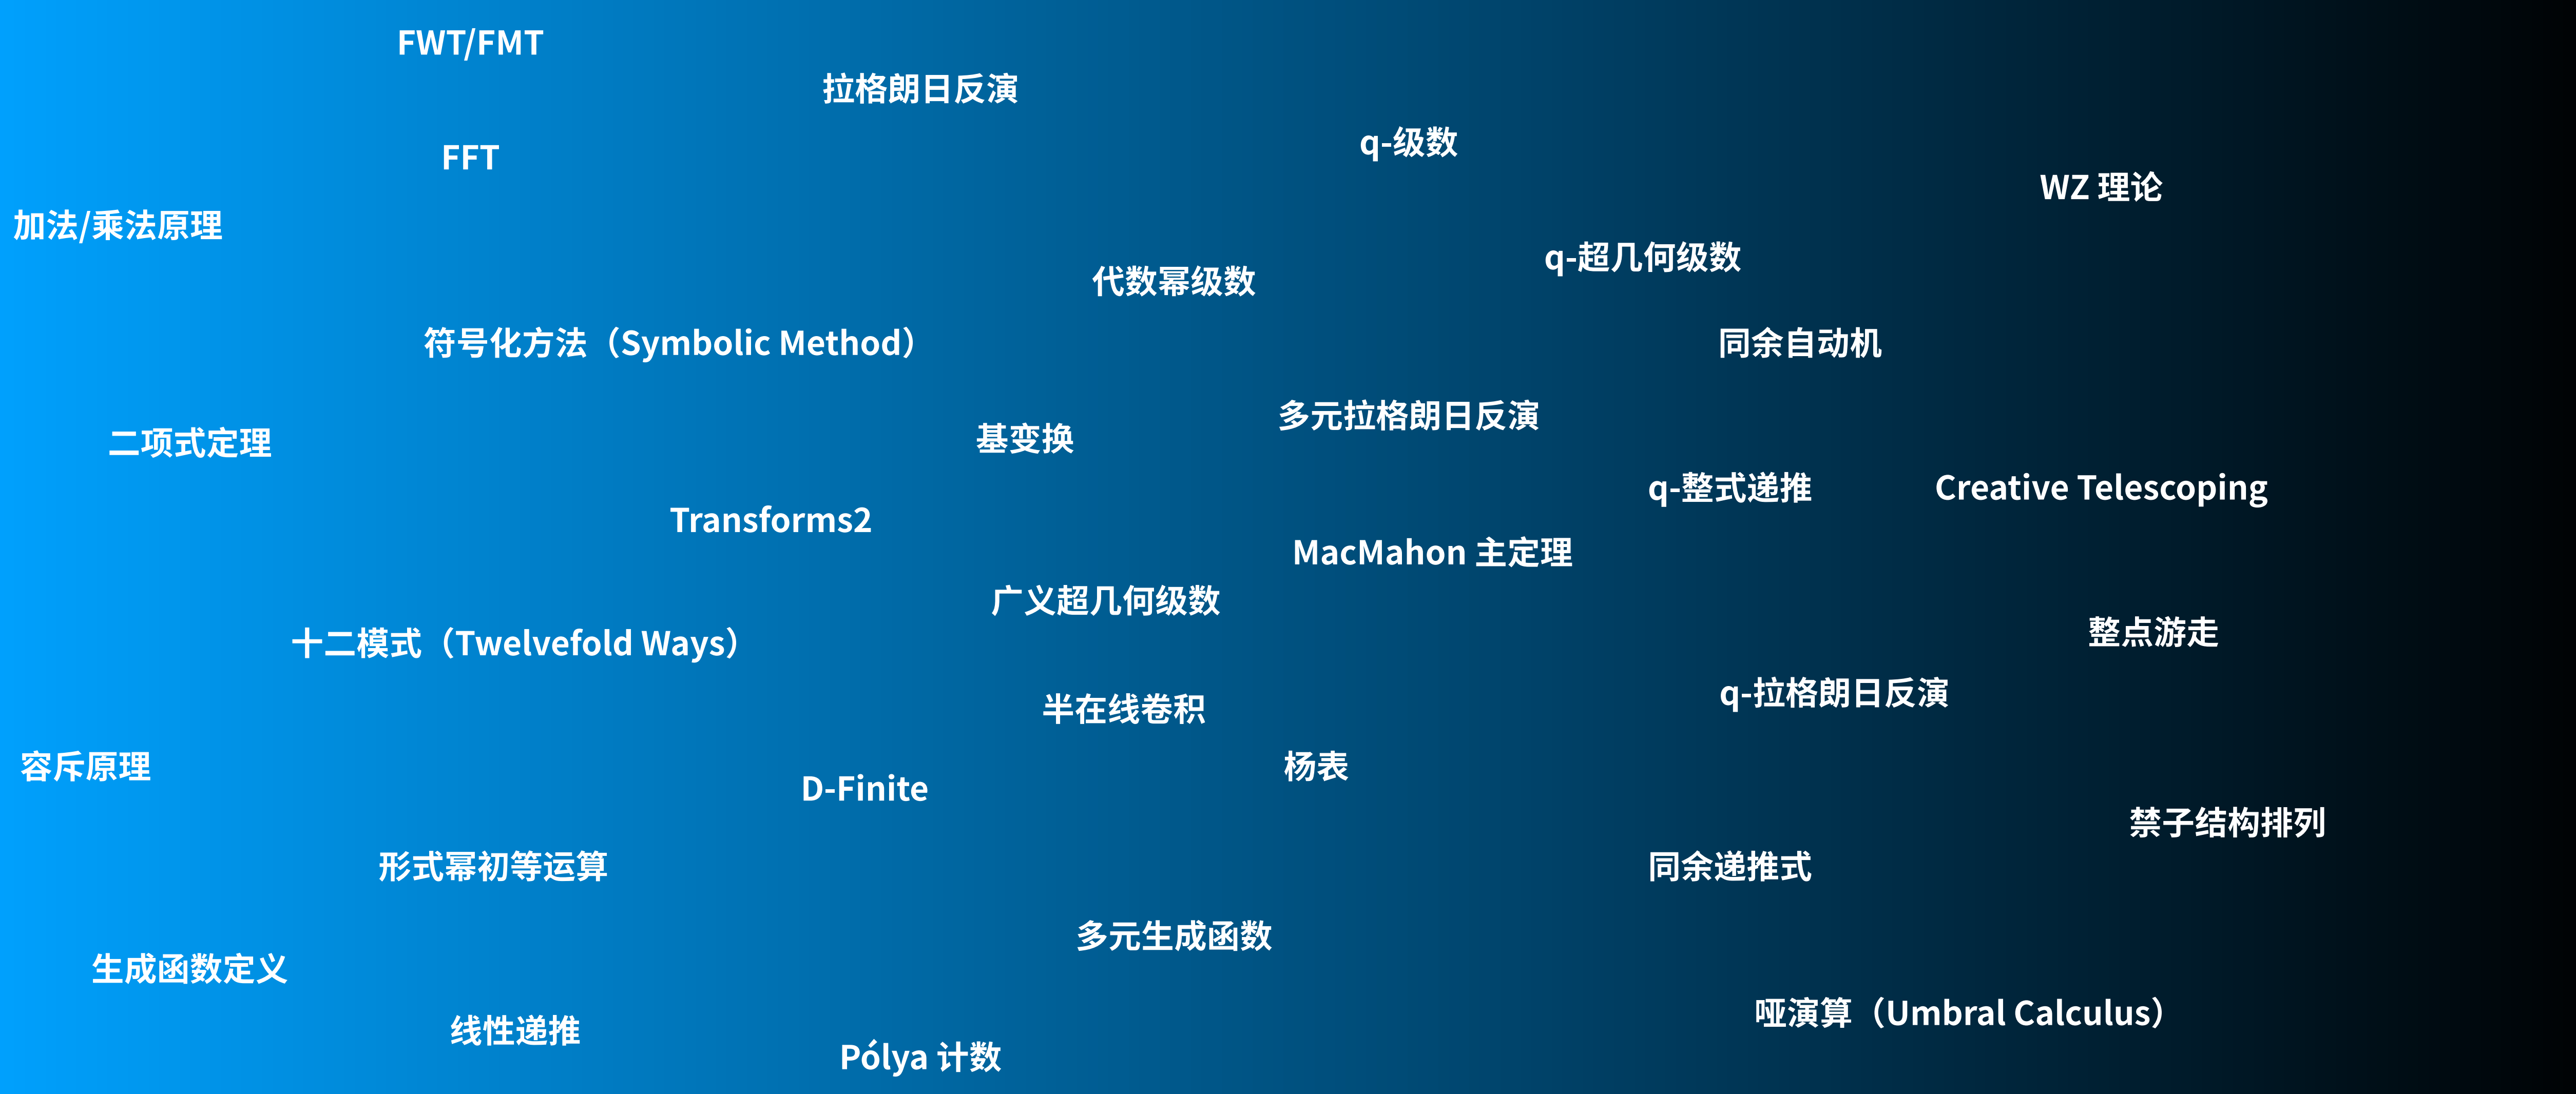 FWT/FMT
拉格朗日反演
q-级数
FFT
WZ 理论
加法/乘法原理
q-超几何级数
代数幂级数
符号化方法（Symbolic Method）
同余自动机
多元拉格朗日反演
基变换
二项式定理
q-整式递推
Creative Telescoping
Transforms2
MacMahon 主定理
广义超几何级数
整点游走
十二模式（Twelvefold Ways）
q-拉格朗日反演
半在线卷积
容斥原理
杨表
D-Finite
禁子结构排列
形式幂初等运算
同余递推式
多元生成函数
生成函数定义
哑演算（Umbral Calculus）
线性递推
Pólya 计数